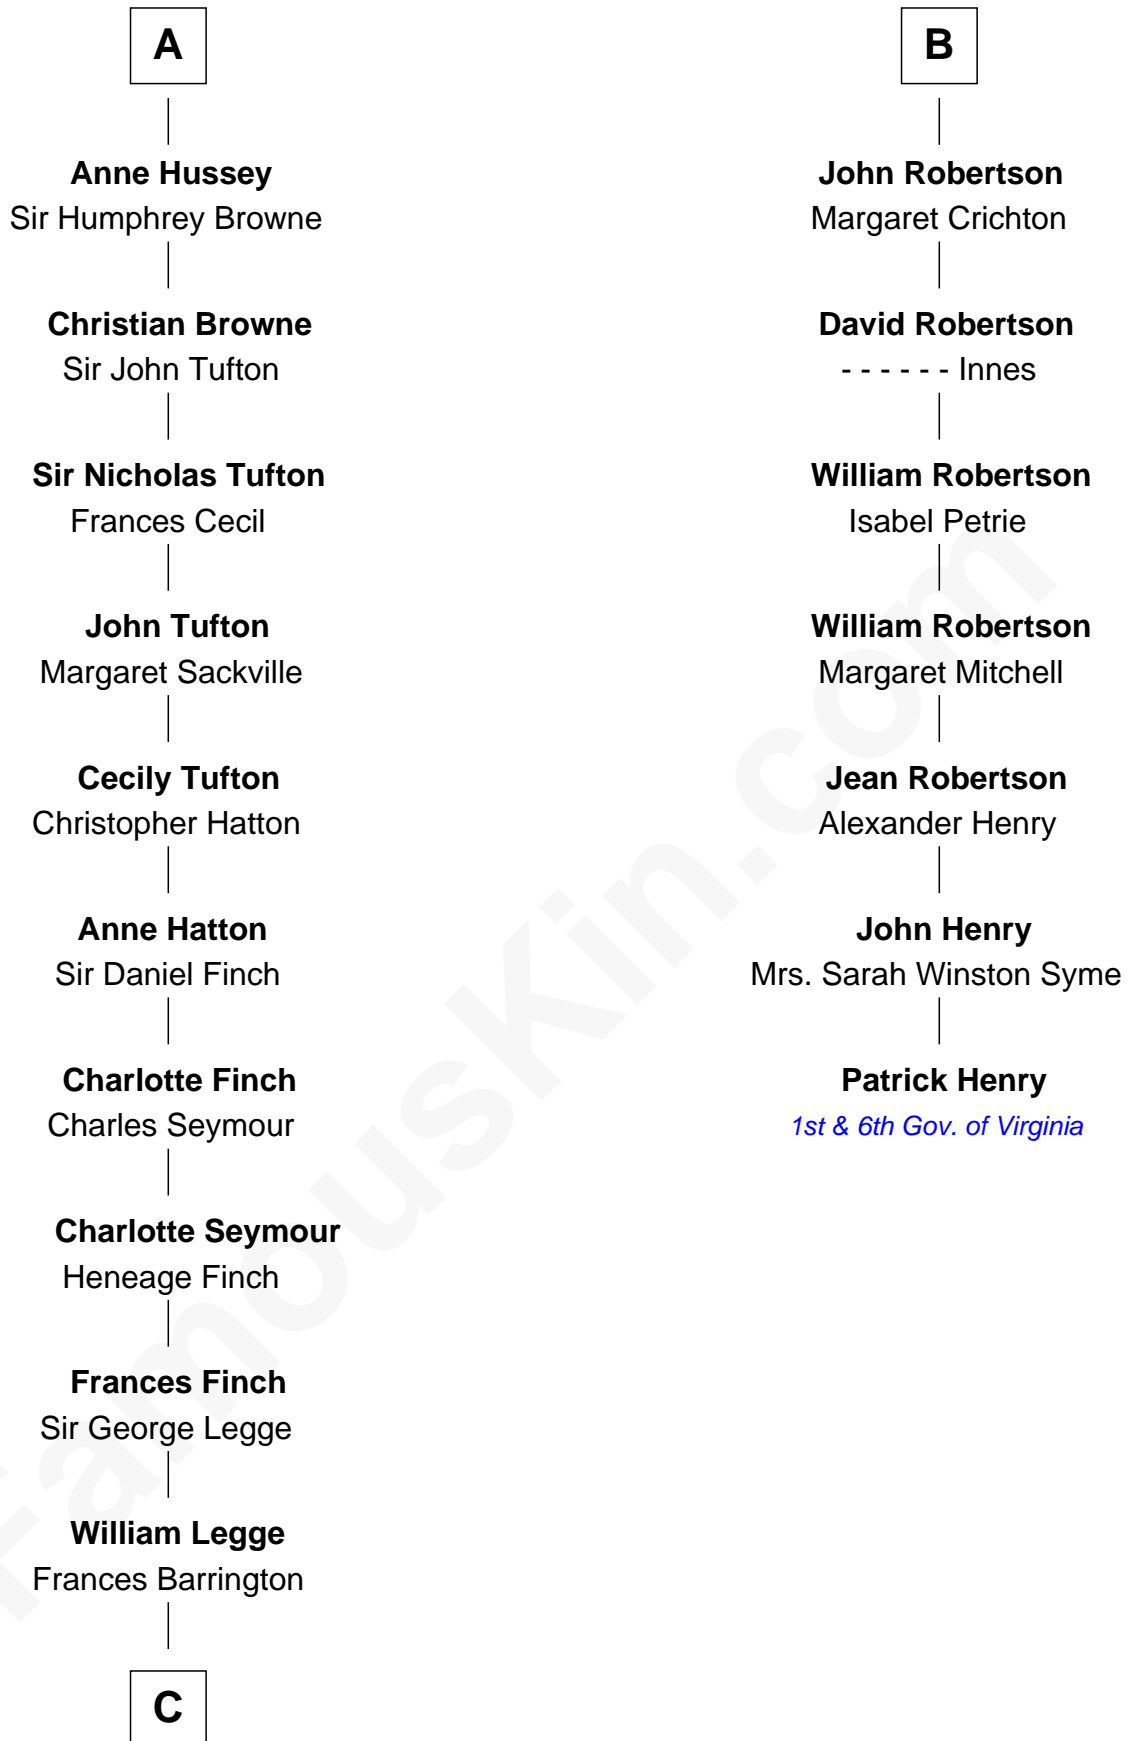 A
Anne Hussey
Sir Humphrey Browne
Christian Browne
Sir John Tufton
Sir Nicholas Tufton
Frances Cecil
John Tufton
Margaret Sackville
Cecily Tufton
Christopher Hatton
Anne Hatton
Sir Daniel Finch
Charlotte Finch
Charles Seymour
Charlotte Seymour
Heneage Finch
Frances Finch
Sir George Legge
William Legge
Frances Barrington
C
B
John Robertson
Margaret Crichton
David Robertson
- - - - - - Innes
William Robertson
Isabel Petrie
William Robertson
Margaret Mitchell
Jean Robertson
Alexander Henry
John Henry
Mrs. Sarah Winston Syme
Patrick Henry
1st & 6th Gov. of Virginia
FamousKin.com